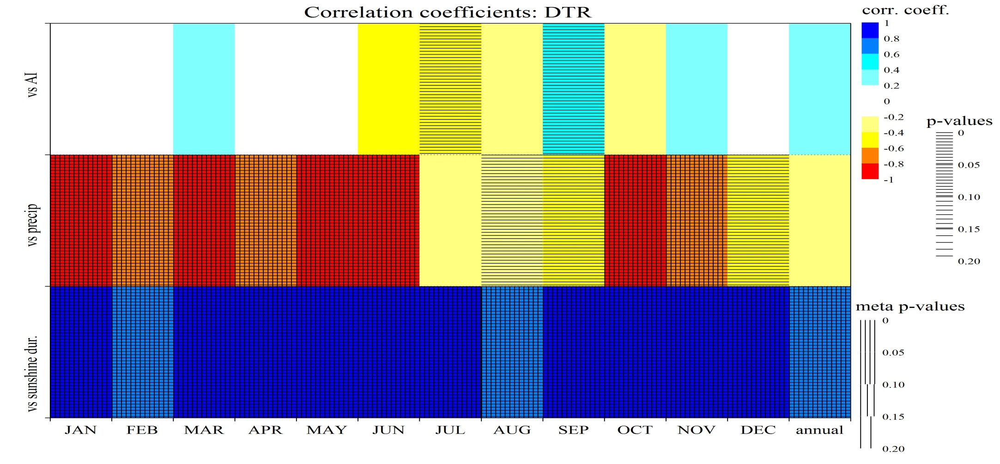 Correlation coefficients: DTR
corr. coeff.
1
0.8
0.6
0.4
0.2
0
-0.2
-0.4
-0.6
-0.8
-1
p-values
0
0.05
0.10
0.15
0.20
meta p-values
0
0.05
0.10
0.15
0.20
vs AI
vs precip
vs sunshine dur.
JAN FEB MAR APR MAY JUN JUL AUG SEP OCT NOV DEC annual